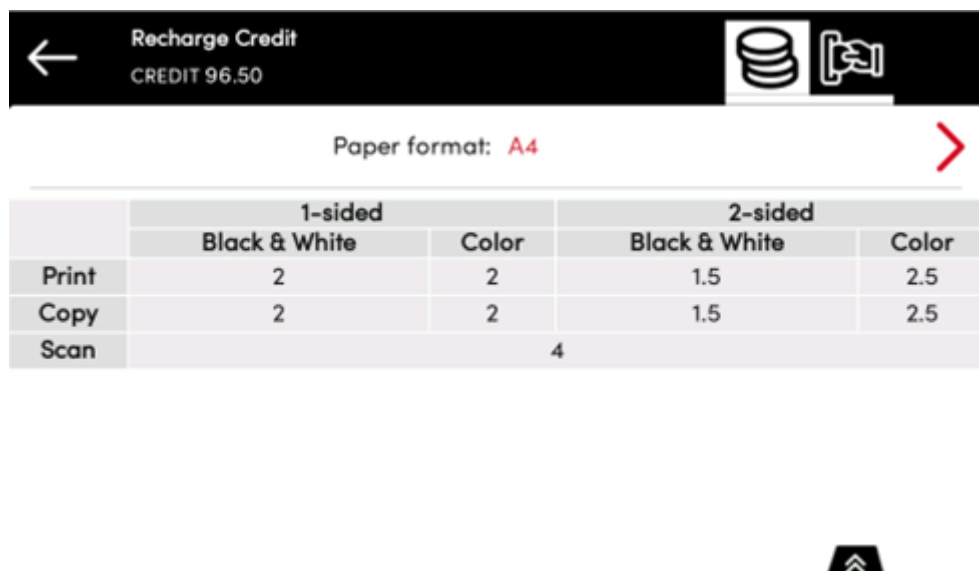 Recharge Credit
CREDIT 96.50
Paper format: A4
1-sided 2-sided
Black & White Color Black & White Color
Print 2 2 1.5 2.5
Copy 2 2 1.5 2.5
Scan 4